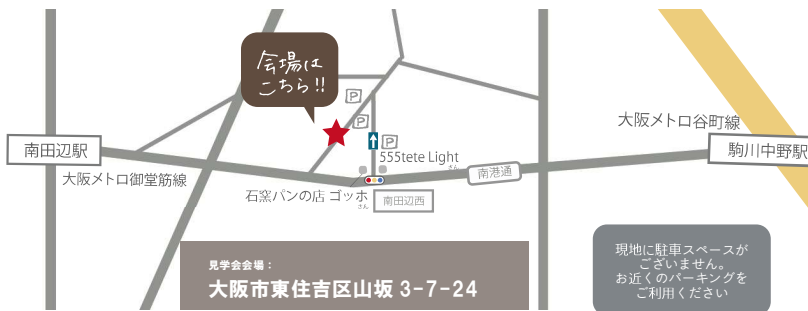 会場は
こちら!!
P
P
P
大阪メトロ谷町線
南田辺駅
駒川中野駅
555tete Light
さん
大阪メトロ御堂筋線
南港通
石窯パンの店 ゴッホ
さん
南田辺西
見学会会場：
大阪市東住吉区山坂 3-7-24
現地に駐車スペースが
ございません。
お近くのパーキングを
ご利用ください